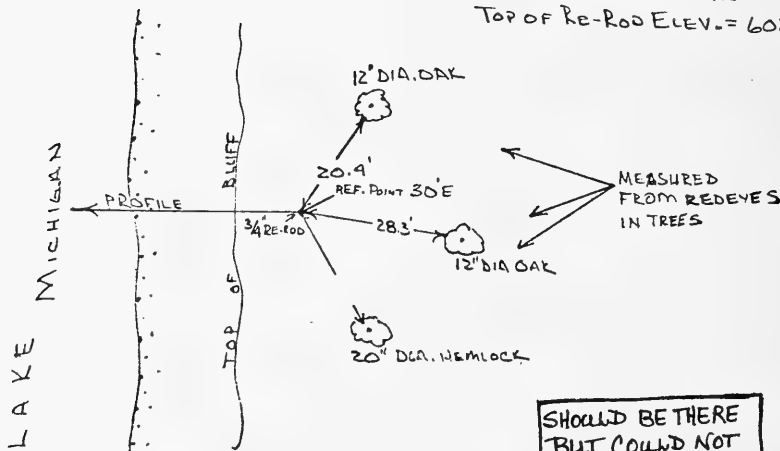 TOP OF RE-ROD ELEV. = 60
12" DIA. OAK
20.4'
REF. POINT 30'E
MEASURED
FROM REDEYES
IN TREES
PROFILE
3/4" RE-ROD
28.3'
12" DIA OAK
TOP OF BLUFF
20" DIA. HEMLOCK
LAKE MICHIGAN
SHOULD BE THERE
BUT COULD NOT